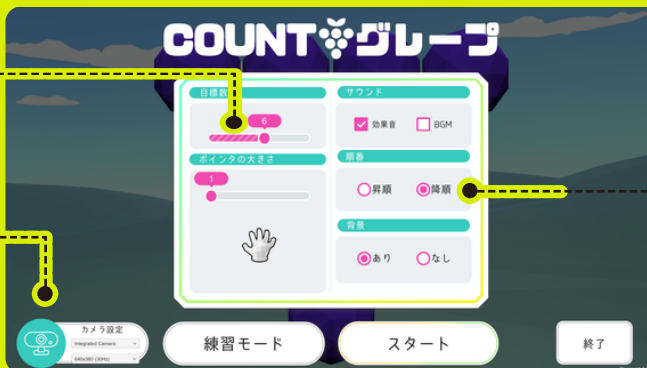 COUNTグレープ
目標数
6
ポインタの大きさ
1
サウンド
効果音
BGM
順番
昇順
降順
背景
あり
なし
カメラ設定
Integrated Camera
640x360 (30Hz)
練習モード
スタート
終了